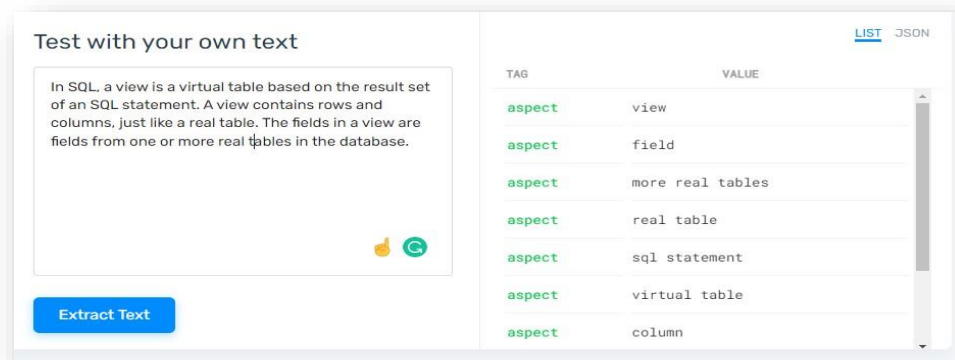 Test with your own text
In SQL, a view is a virtual table based on the result set
of an SQL statement. A view contains rows and
columns, just like a real table. The fields in a view are
fields from one or more real tables in the database.
Extract Text
LIST JSON
TAG VALUE
aspect view
aspect field
aspect more real tables
aspect real table
aspect sql statement
aspect virtual table
aspect column